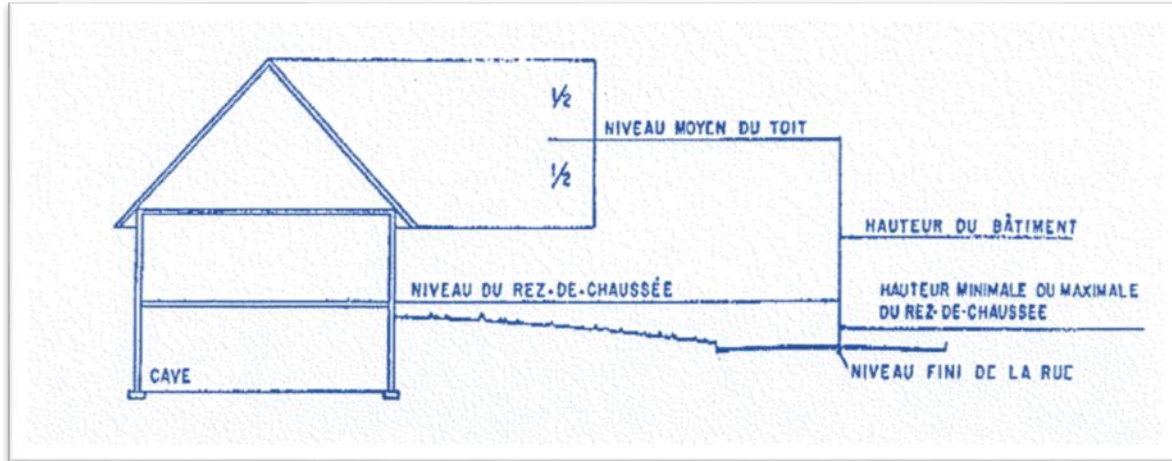 1/2
NIVEAU MOYEN DU TOIT
1/2
HAUTEUR DU BÂTIMENT
NIVEAU DU REZ-DE-CHAUSSÉE
HAUTEUR MINIMALE OU MAXIMALE
DU REZ-DE-CHAUSSEE
CAVE
NIVEAU FINI DE LA RUE